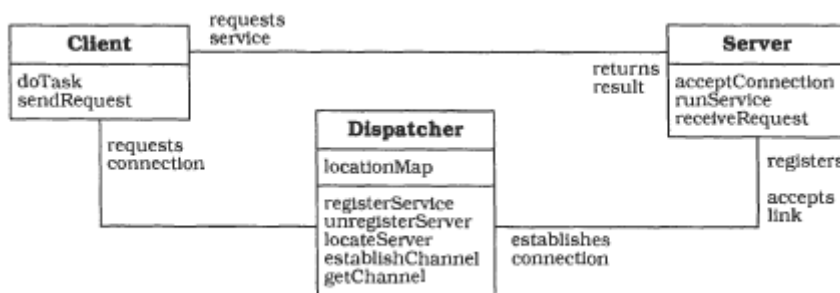 requests
service
Client
doTask
sendRequest
Server
acceptConnection
runService
receiveRequest
returns
result
requests
connection
Dispatcher
locationMap
registerService
unregisterServer
locateServer
establishChannel
getChannel
establishes
connection
registers
accepts
link